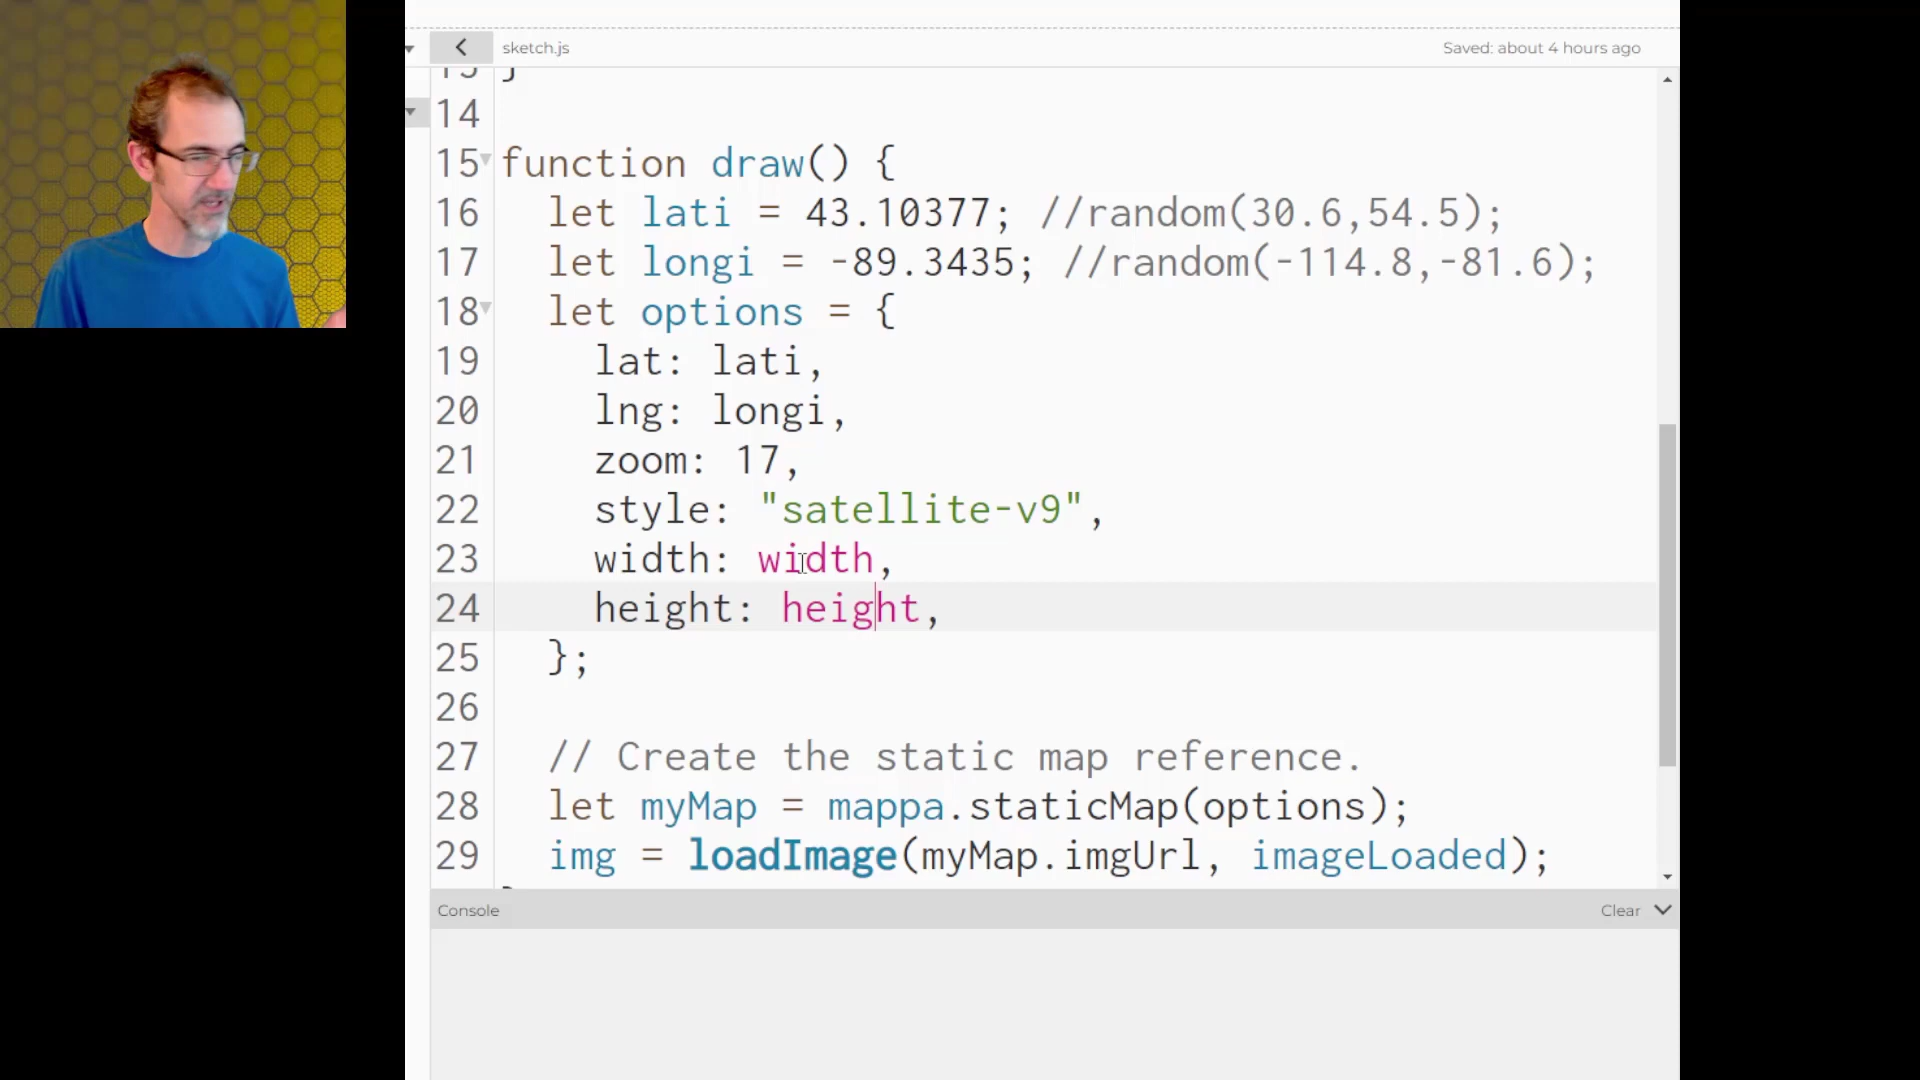 sketch.js
Saved: about 4 hours ago
14
15 function draw() {
16 let lati = 43.10377; //random(30.6,54.5);
17 let longi = -89.3435; //random(-114.8,-81.6);
18 let options = {
19 lat: lati,
20 lng: longi,
21 zoom: 17,
22 style: "satellite-v9",
23 width: width,
24 height: height,
25 };
26
27 // Create the static map reference.
28 let myMap = mappa.staticMap(options);
29 img = loadImage(myMap.imgUrl, imageLoaded);
Console
Clear